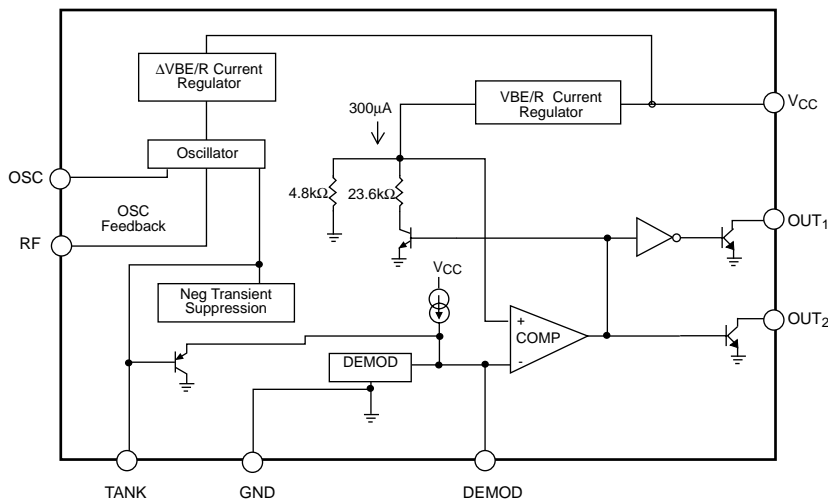 ΔVBE/R Current
Regulator
VBE/R Current
Regulator
300μA
VCC
Oscillator
OSC
4.8kΩ
23.6kΩ
OSC
Feedback
RF
OUT1
VCC
Neg Transient
Suppression
OUT2
+
COMP
-
DEMOD
TANK
GND
DEMOD